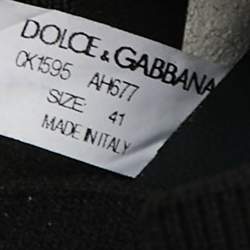 DOLCE & GABBANA
CK1595 AH677
SIZE: 41
MADE IN ITALY